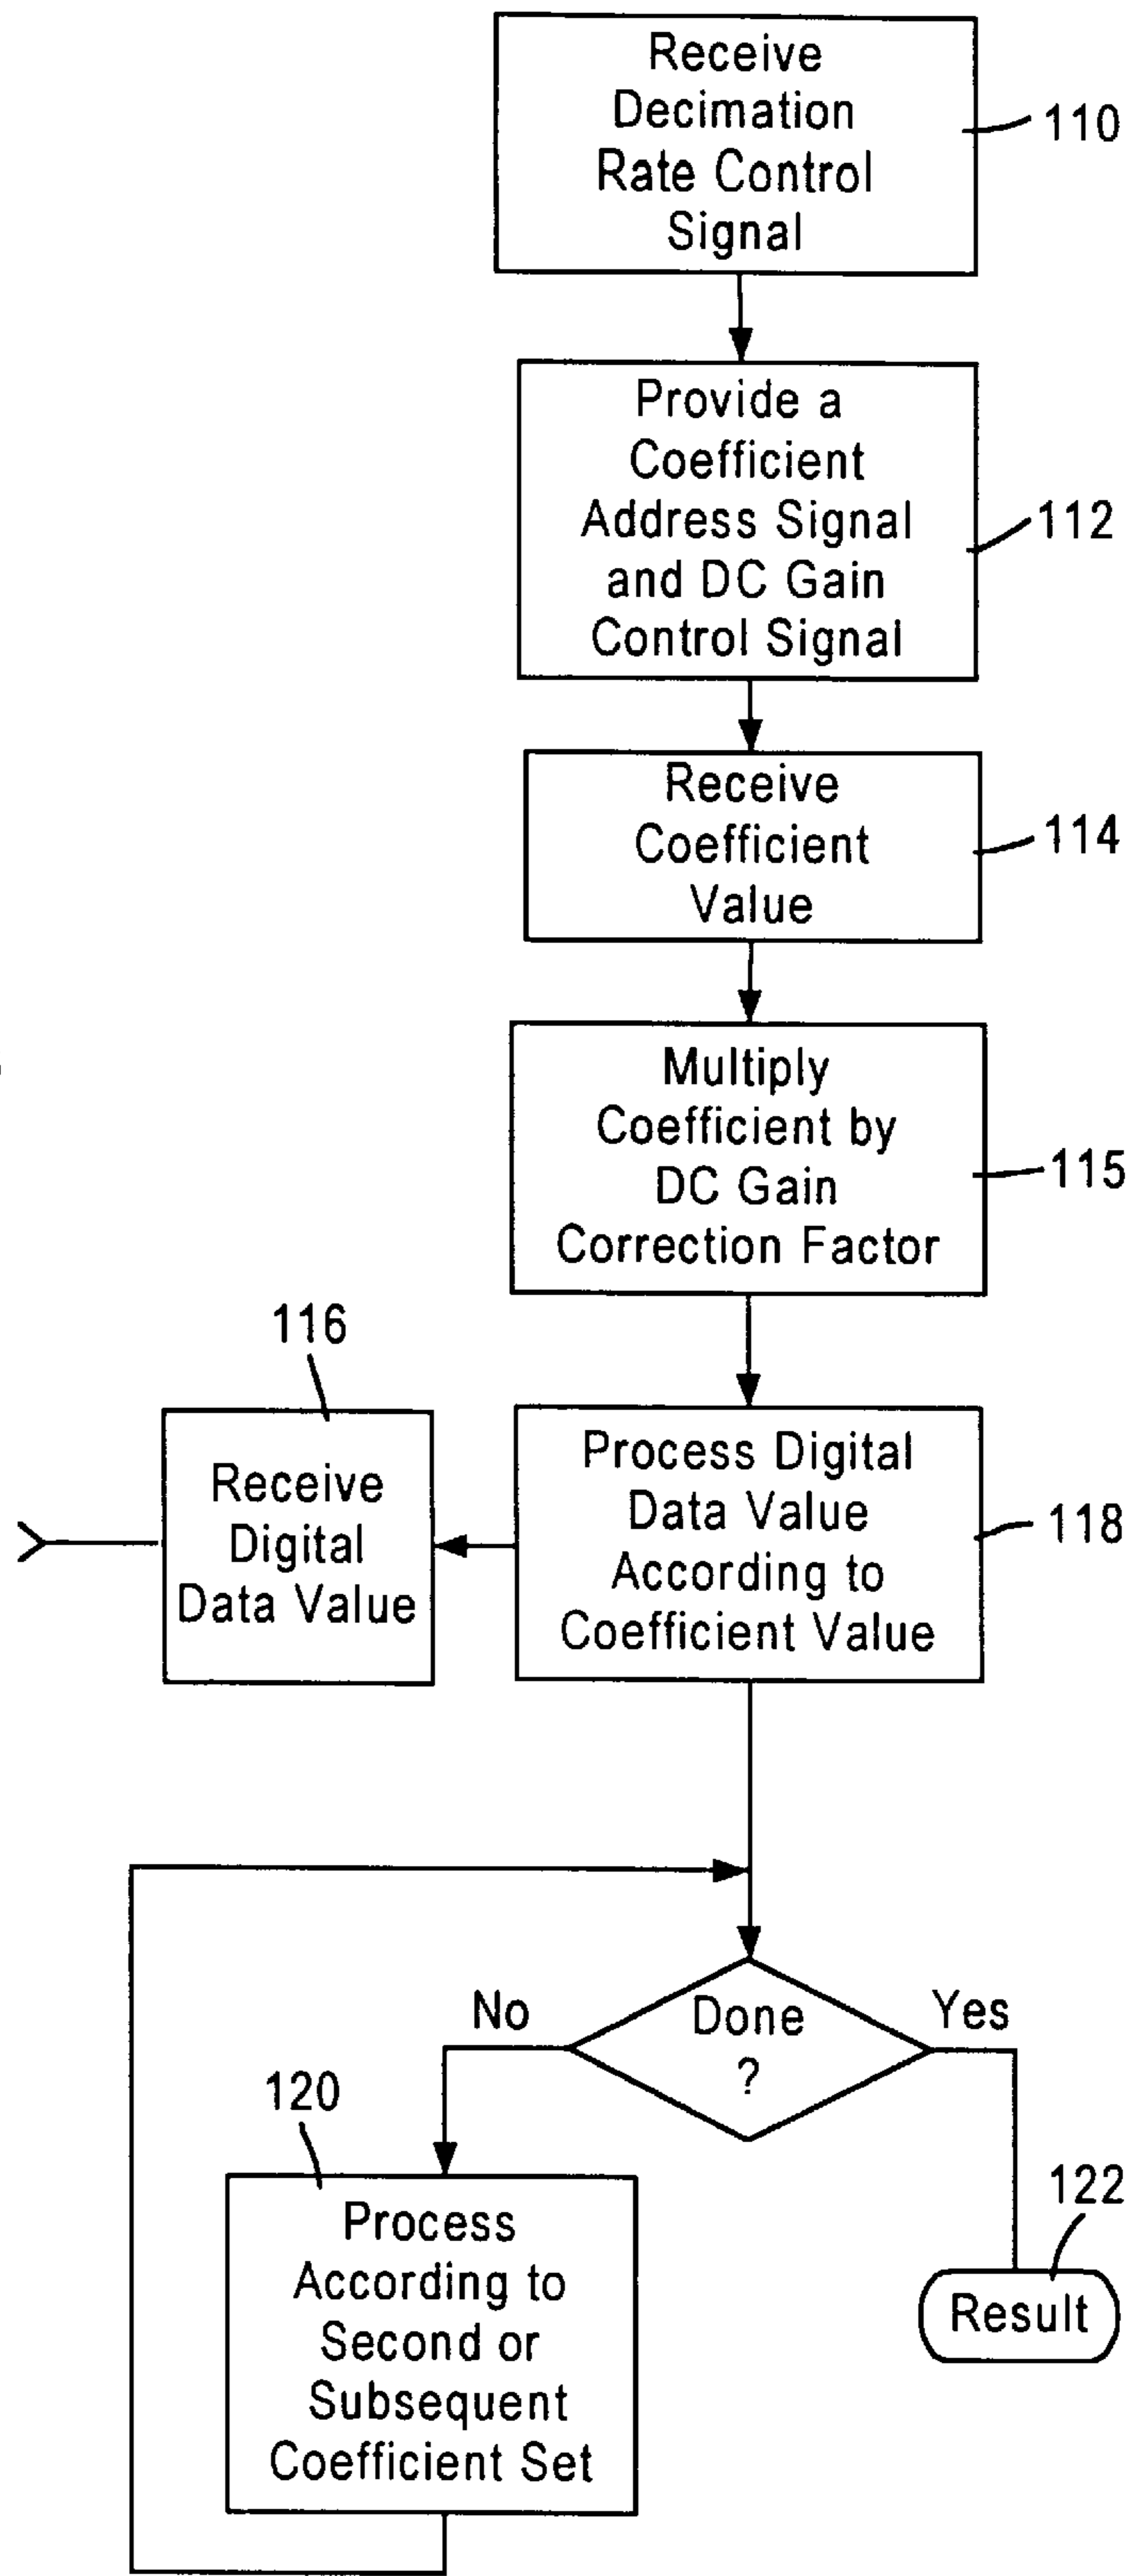 Receive
Decimation
Rate Control
Signal
110
Provide a
Coefficient
Address Signal
and DC Gain
Control Signal
112
Receive
Coefficient
Value
114
Multiply
Coefficient by
DC Gain
Correction Factor
115
116
Receive
Digital
Data Value
Process Digital
Data Value
According to
Coefficient Value
118
No
Done
?
Yes
120
Process
According to
Second or
Subsequent
Coefficient Set
122
Result